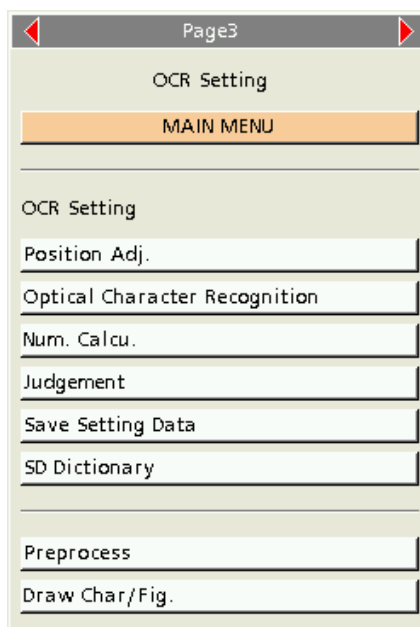 Page3
OCR Setting
MAIN MENU
OCR Setting
Position Adj.
Optical Character Recognition
Num. Calcu.
Judgement
Save Setting Data
SD Dictionary
Preprocess
Draw Char/Fig.